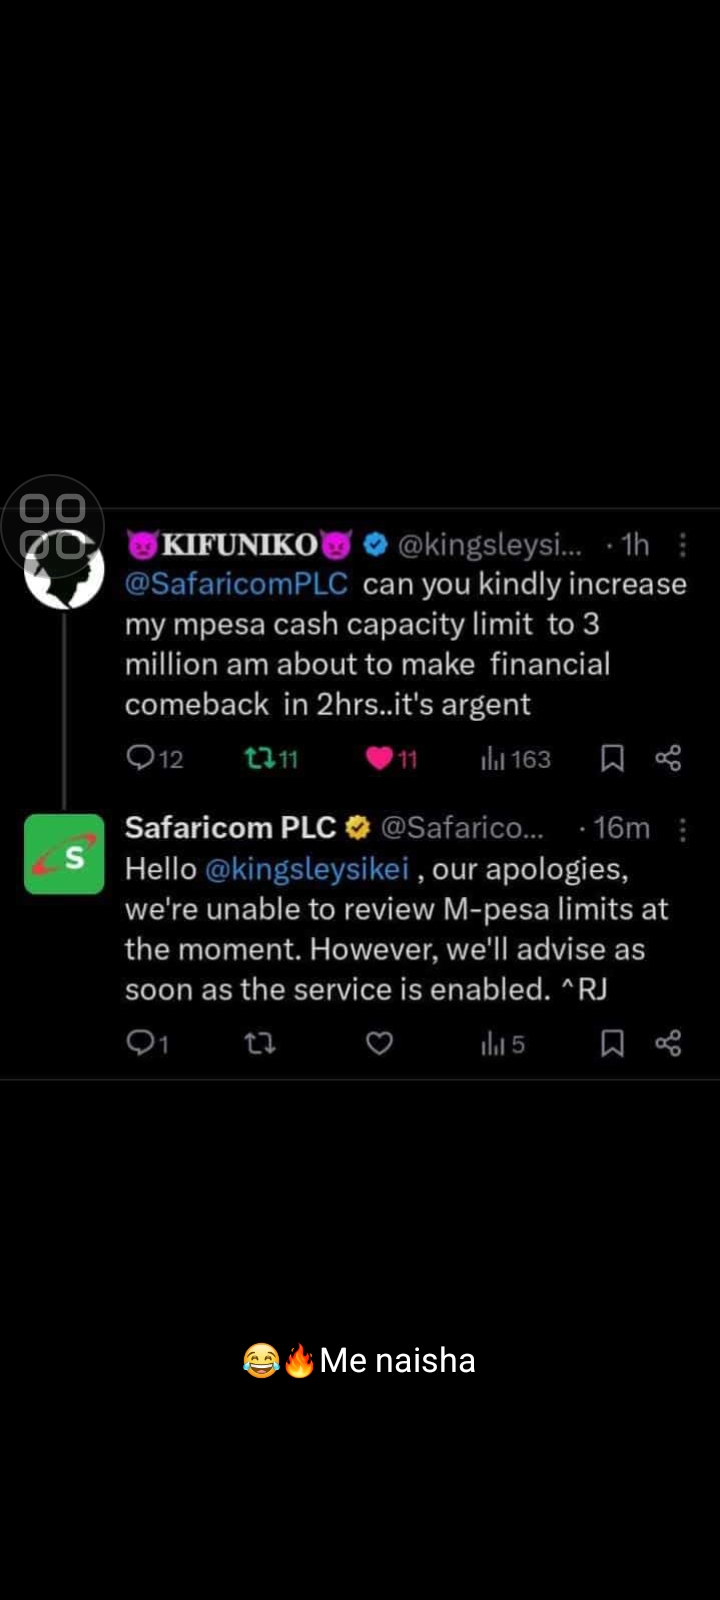 😈KIFUNIKO😈 @kingsleysi... · 1h
@SafaricomPLC can you kindly increase
my mpesa cash capacity limit to 3
million am about to make financial
comeback in 2hrs..it's argent
12 11 11 163
S
Safaricom PLC @Safarico... · 16m
Hello @kingsleysikei , our apologies,
we're unable to review M-pesa limits at
the moment. However, we'll advise as
soon as the service is enabled. ^RJ
1 5
😂🔥Me naisha